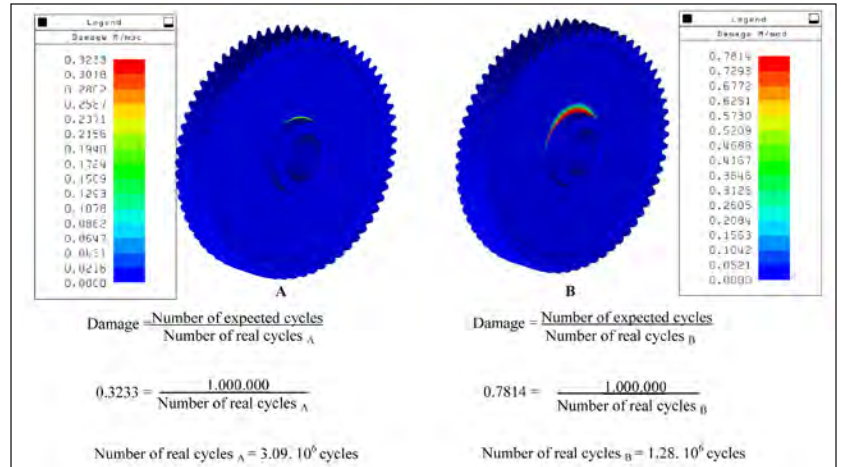 Legend
Damage M/moc
0.3233
0.3018
0.2802
0.2587
0.2371
0.2156
0.1940
0.1724
0.1509
0.1293
0.1078
0.0862
0.0647
0.0431
0.0216
0.0000
A
Legend
Damage M/mod
0.7814
0.7293
0.6772
0.6251
0.5730
0.5209
0.4688
0.4167
0.3646
0.3126
0.2605
0.2084
0.1563
0.1042
0.0521
0.0000
B
Damage = Number of expected cycles
Number of real cycles A
0.3233 = 1.000.000
Number of real cycles A
Number of real cycles A = 3.09. 10⁶ cycles
Damage = Number of expected cycles
Number of real cycles B
0.7814 = 1.000.000
Number of real cycles B
Number of real cycles B = 1.28. 10⁶ cycles